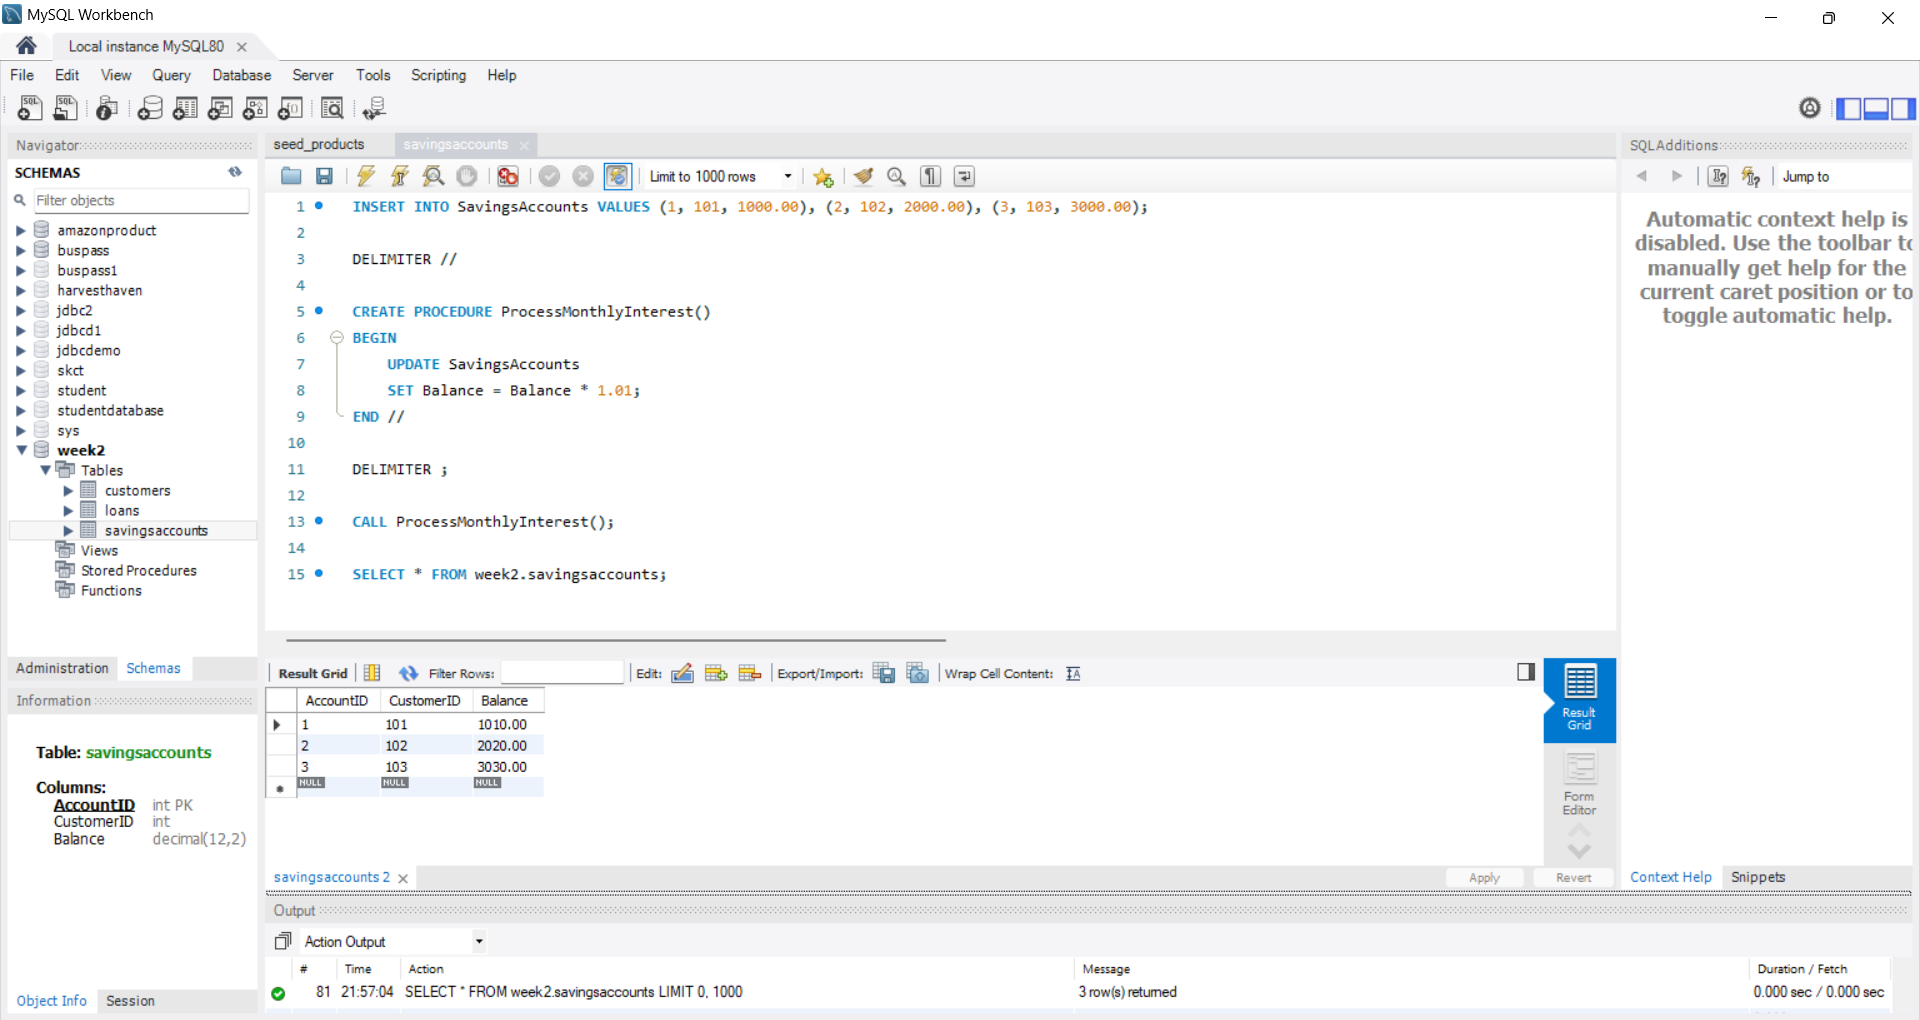 MySQL Workbench
Local instance MySQL80
File Edit View Query Database Server Tools Scripting Help
Navigator
SCHEMAS
Filter objects
amazonproduct
buspass
buspass1
harvesthaven
jdbc2
jdbcd1
jdbcdemo
skct
student
studentdatabase
sys
week2
Tables
customers
loans
savingsaccounts
Views
Stored Procedures
Functions
Administration Schemas
Information
Table: savingsaccounts
Columns:
AccountID int PK
CustomerID int
Balance decimal(12,2)
Object Info Session
seed_products savingsaccounts
Limit to 1000 rows
1 INSERT INTO SavingsAccounts VALUES (1, 101, 1000.00), (2, 102, 2000.00), (3, 103, 3000.00);
2
3 DELIMITER //
4
5 CREATE PROCEDURE ProcessMonthlyInterest()
6 BEGIN
7 UPDATE SavingsAccounts
8 SET Balance = Balance * 1.01;
9 END //
10
11 DELIMITER ;
12
13 CALL ProcessMonthlyInterest();
14
15 SELECT * FROM week2.savingsaccounts;
Result Grid Filter Rows: Edit: Export/Import: Wrap Cell Content:
AccountID CustomerID Balance
1 101 1010.00
2 102 2020.00
3 103 3030.00
NULL NULL NULL
Result
Grid
Form
Editor
savingsaccounts 2
Apply Revert
SQLAdditions
Jump to
Automatic context help is
disabled. Use the toolbar to
manually get help for the
current caret position or to
toggle automatic help.
Context Help Snippets
Output
Action Output
# Time Action Message Duration / Fetch
81 21:57:04 SELECT * FROM week2.savingsaccounts LIMIT 0, 1000 3 row(s) returned 0.000 sec / 0.000 sec